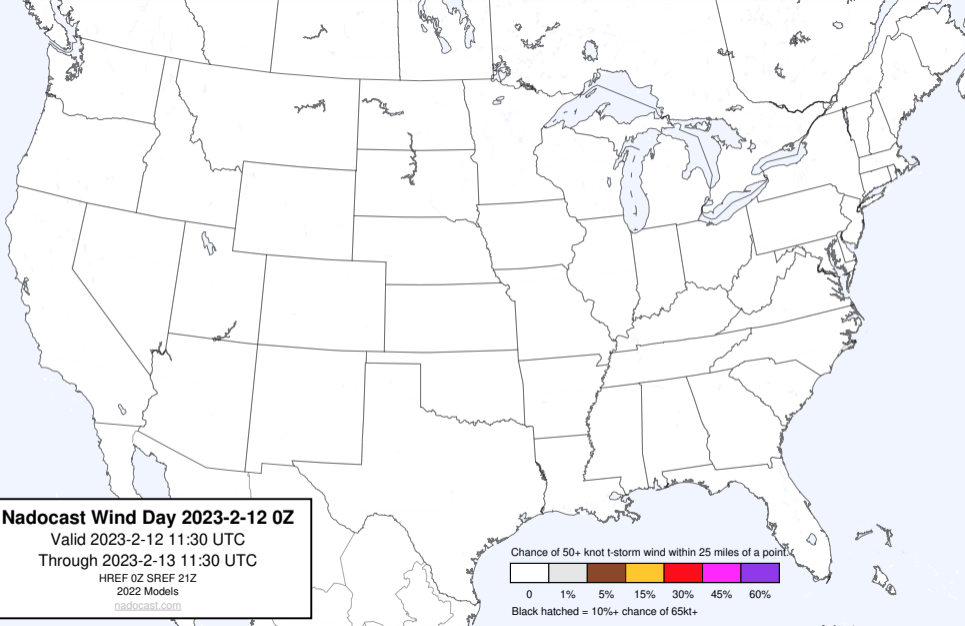 Nadocast Wind Day 2023-2-12 0Z
Valid 2023-2-12 11:30 UTC
Through 2023-2-13 11:30 UTC
HREF 0Z SREF 21Z
2022 Models
nadocast.com
Chance of 50+ knot t-storm wind within 25 miles of a point.
0 1% 5% 15% 30% 45% 60%
Black hatched = 10%+ chance of 65kt+